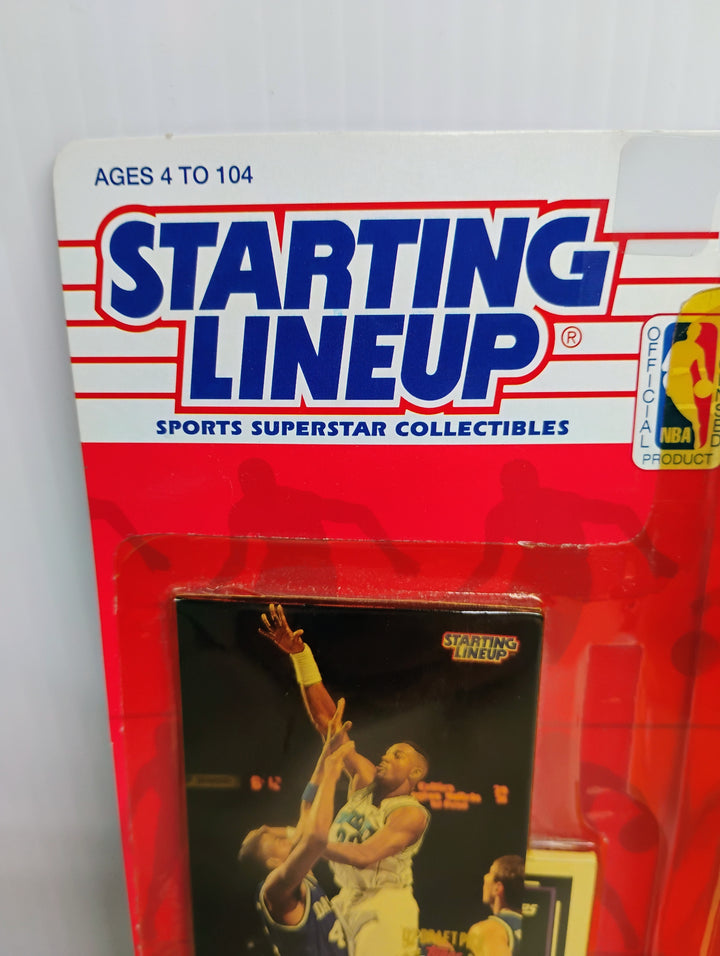 AGES 4 TO 104
STARTING
LINEUP®
SPORTS SUPERSTAR COLLECTIBLES
OFFICIAL
NBA
PRODUCT
STARTING
LINEUP